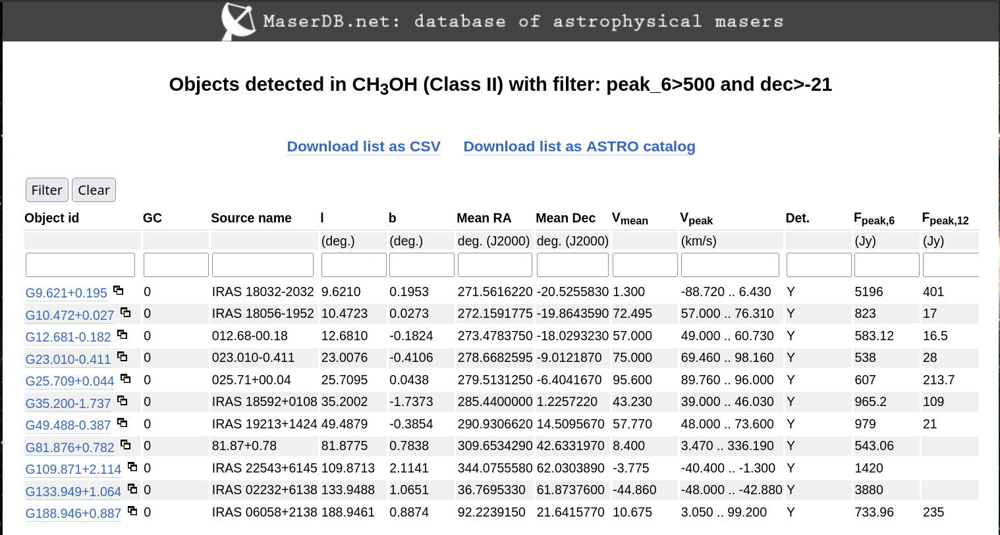 MaserDB.net: database of astrophysical masers
Objects detected in CH3OH (Class II) with filter: peak_6>500 and dec>-21
Download list as CSV Download list as ASTRO catalog
Filter Clear
Object id GC Source name l b Mean RA Mean Dec Vmean Vpeak Det. Fpeak,6 Fpeak,12
(deg.) (deg.) deg. (J2000) deg. (J2000) (km/s) (Jy) (Jy)
G9.621+0.195 0 IRAS 18032-2032 9.6210 0.1953 271.5616220 -20.5255830 1.300 -88.720 .. 6.430 Y 5196 401
G10.472+0.027 0 IRAS 18056-1952 10.4723 0.0273 272.1591775 -19.8643590 72.495 57.000 .. 76.310 Y 823 17
G12.681-0.182 0 012.68-00.18 12.6810 -0.1824 273.4783750 -18.0293230 57.000 49.000 .. 60.730 Y 583.12 16.5
G23.010-0.411 0 023.010-0.411 23.0076 -0.4106 278.6682595 -9.0121870 75.000 69.460 .. 98.160 Y 538 28
G25.709+0.044 0 025.71+00.04 25.7095 0.0438 279.5131250 -6.4041670 95.600 89.760 .. 96.000 Y 607 213.7
G35.200-1.737 0 IRAS 18592+0108 35.2002 -1.7373 285.4400000 1.2257220 43.230 39.000 .. 46.030 Y 965.2 109
G49.488-0.387 0 IRAS 19213+1424 49.4879 -0.3854 290.9306620 14.5095670 57.770 48.000 .. 73.600 Y 979 21
G81.876+0.782 0 81.87+0.78 81.8775 0.7838 309.6534290 42.6331970 8.400 3.470 .. 336.190 Y 543.06
G109.871+2.114 0 IRAS 22543+6145 109.8713 2.1141 344.0755580 62.0303890 -3.775 -40.400 .. -1.300 Y 1420
G133.949+1.064 0 IRAS 02232+6138 133.9488 1.0651 36.7695330 61.8737600 -44.860 -48.000 .. -42.880 Y 3880
G188.946+0.887 0 IRAS 06058+2138 188.9461 0.8874 92.2239150 21.6415770 10.675 3.050 .. 99.200 Y 733.96 235